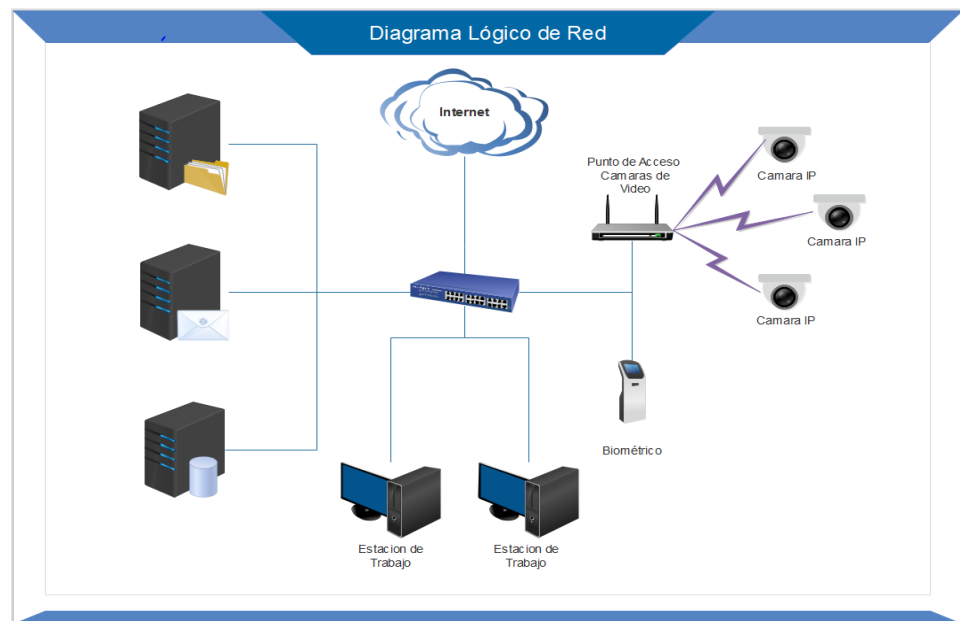 Diagrama Lógico de Red
Internet
Punto de Acceso
Camaras de
Video
Camara IP
Camara IP
Camara IP
Biométrico
Estacion de
Trabajo
Estacion de
Trabajo